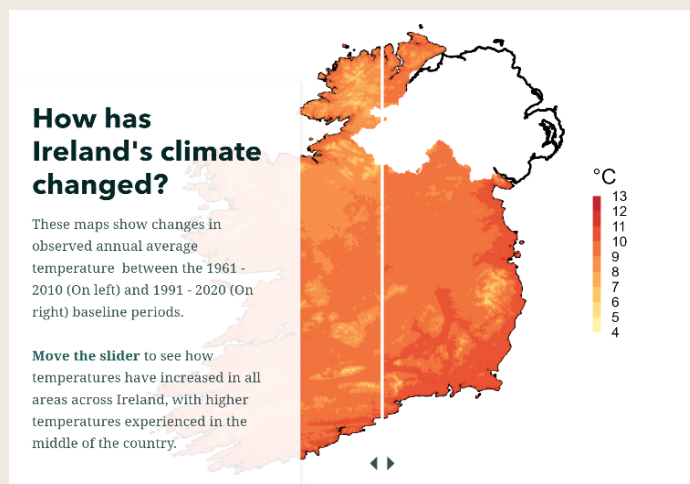 How has
Ireland's climate
changed?
These maps show changes in
observed annual average
temperature between the 1961 -
2010 (On left) and 1991 - 2020 (On
right) baseline periods.
Move the slider to see how
temperatures have increased in all
areas across Ireland, with higher
temperatures experienced in the
middle of the country.
°C
13
12
11
10
9
8
7
6
5
4